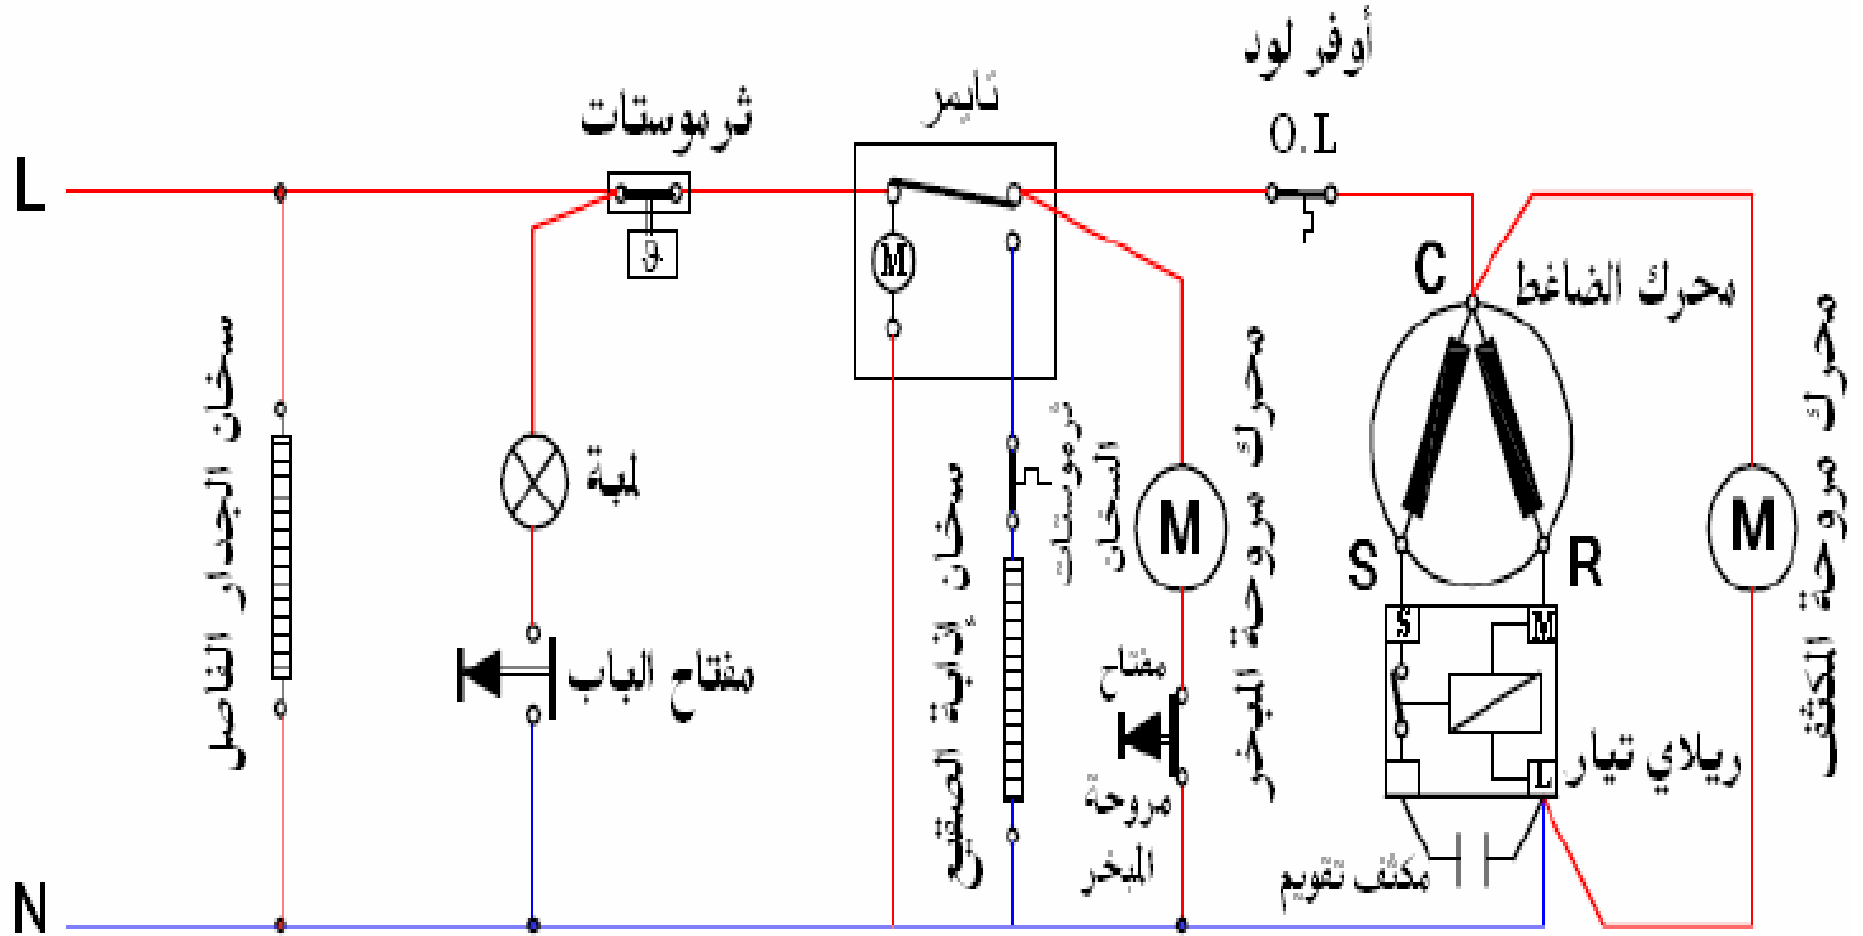 أوفر لود
O.L
تايمر
ثرموستات
L
ϑ
M
C
محرك الضاغط
سخان الجدار الفاصل
لمبة
مفتاح الباب
سخان إذابة الصقيع
ثرموستات
السخان
M
محرك مروحة المبخر
مفتاح
مروحة
المبخر
S
R
S
M
L
ريلاي تيار
مكثف تقويم
M
محرك مروحة المكثف
N